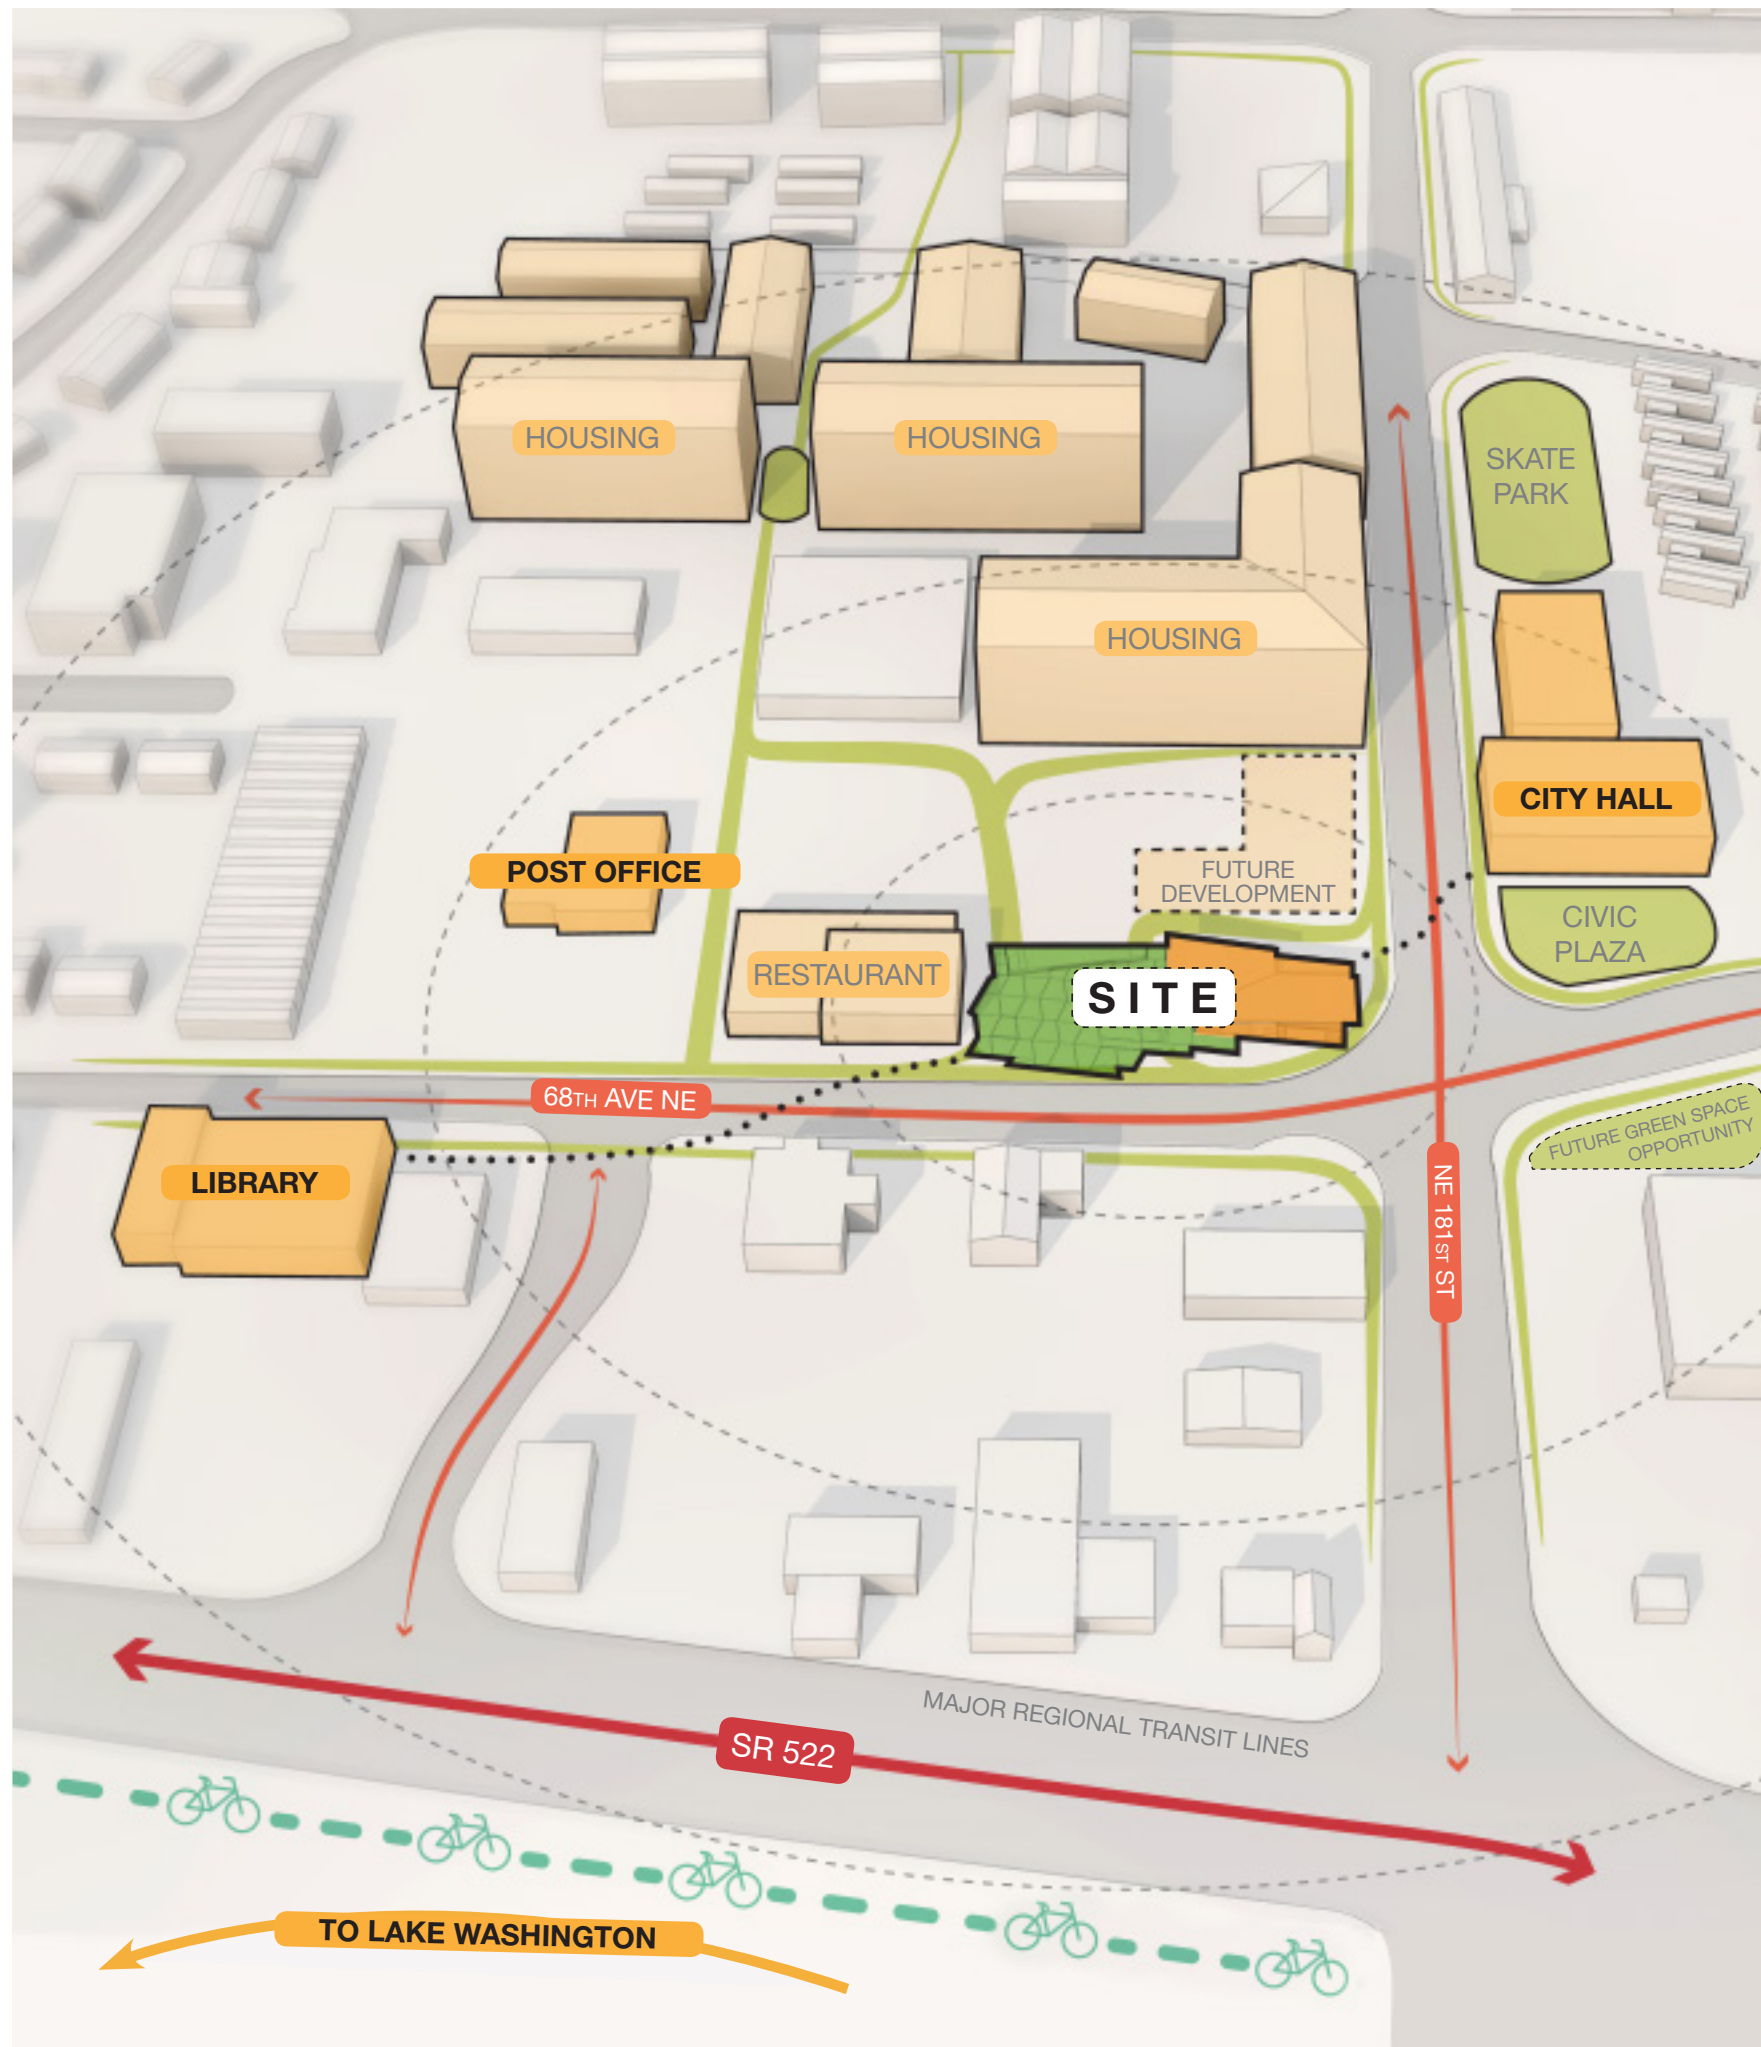 HOUSING
HOUSING
SKATE
PARK
HOUSING
CITY HALL
POST OFFICE
FUTURE
DEVELOPMENT
CIVIC
PLAZA
RESTAURANT
SITE
68TH AVE NE
FUTURE GREEN SPACE
OPPORTUNITY
LIBRARY
NE 181ST ST
MAJOR REGIONAL TRANSIT LINES
SR 522
TO LAKE WASHINGTON